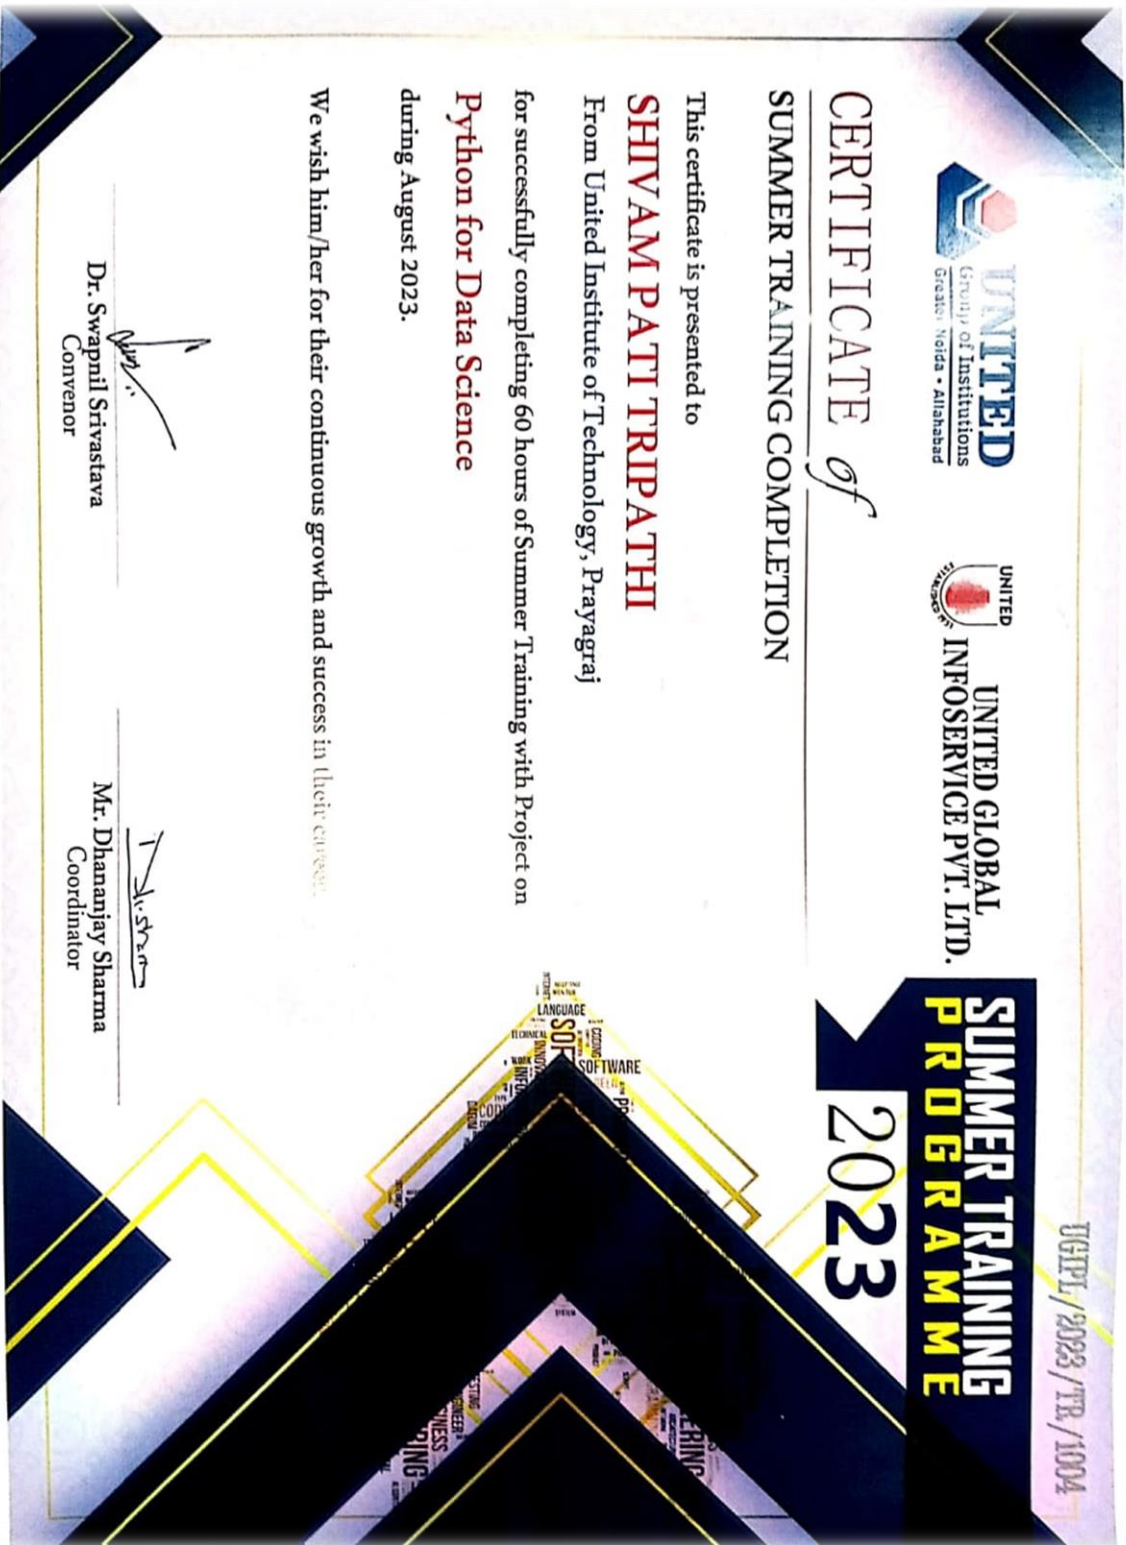 UGIPL/2023/TR/1004
UNITED
Group of Institutions
Greater Noida • Allahabad
UNITED
UNITED GLOBAL
INFOSERVICE PVT. LTD.
SUMMER TRAINING
PROGRAMME
2023
CERTIFICATE of
SUMMER TRAINING COMPLETION
This certificate is presented to
SHIVAM PATI TRIPATHI
From United Institute of Technology, Prayagraj
for successfully completing 60 hours of Summer Training with Project on
Python for Data Science
during August 2023.
We wish him/her for their continuous growth and success in their career.
Dr. Swapnil Srivastava
Convenor
Mr. Dhananjay Sharma
Coordinator
LANGUAGE
CODING
TECHNICAL
SOFTWARE
WORK